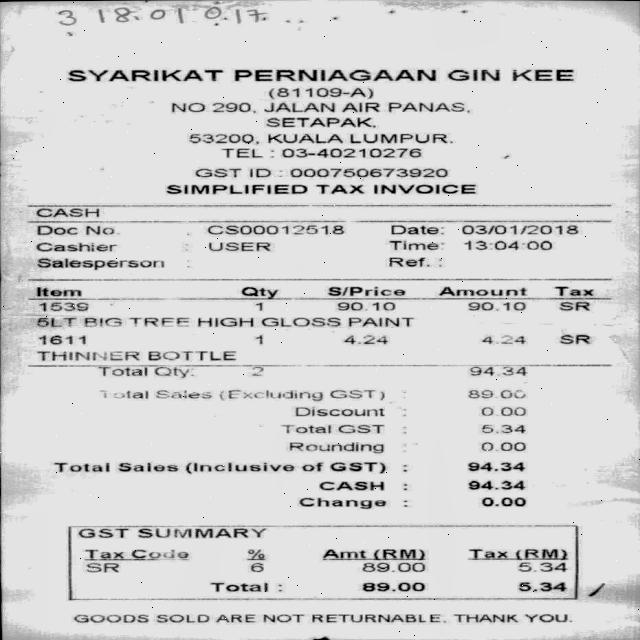 3 18.01 0.17
SYARIKAT PERNIAGAAN GIN KEE
(81109-A)
NO 290, JALAN AIR PANAS,
SETAPAK,
53200, KUALA LUMPUR.
TEL : 03-40210276
GST ID : 000750673920
SIMPLIFIED TAX INVOICE
CASH
Doc No. : CS00012518 Date: 03/01/2018
Cashier : USER Time: 13:04:00
Salesperson : Ref. :
Item Qty S/Price Amount Tax
1539 1 90.10 90.10 SR
5LT BIG TREE HIGH GLOSS PAINT
1611 1 4.24 4.24 SR
THINNER BOTTLE
Total Qty: 2 94.34
Total Sales (Excluding GST) : 89.00
Discount : 0.00
Total GST : 5.34
Rounding : 0.00
Total Sales (Inclusive of GST) : 94.34
CASH : 94.34
Change : 0.00
GST SUMMARY
Tax Code % Amt (RM) Tax (RM)
SR 6 89.00 5.34
Total : 89.00 5.34
GOODS SOLD ARE NOT RETURNABLE. THANK YOU.